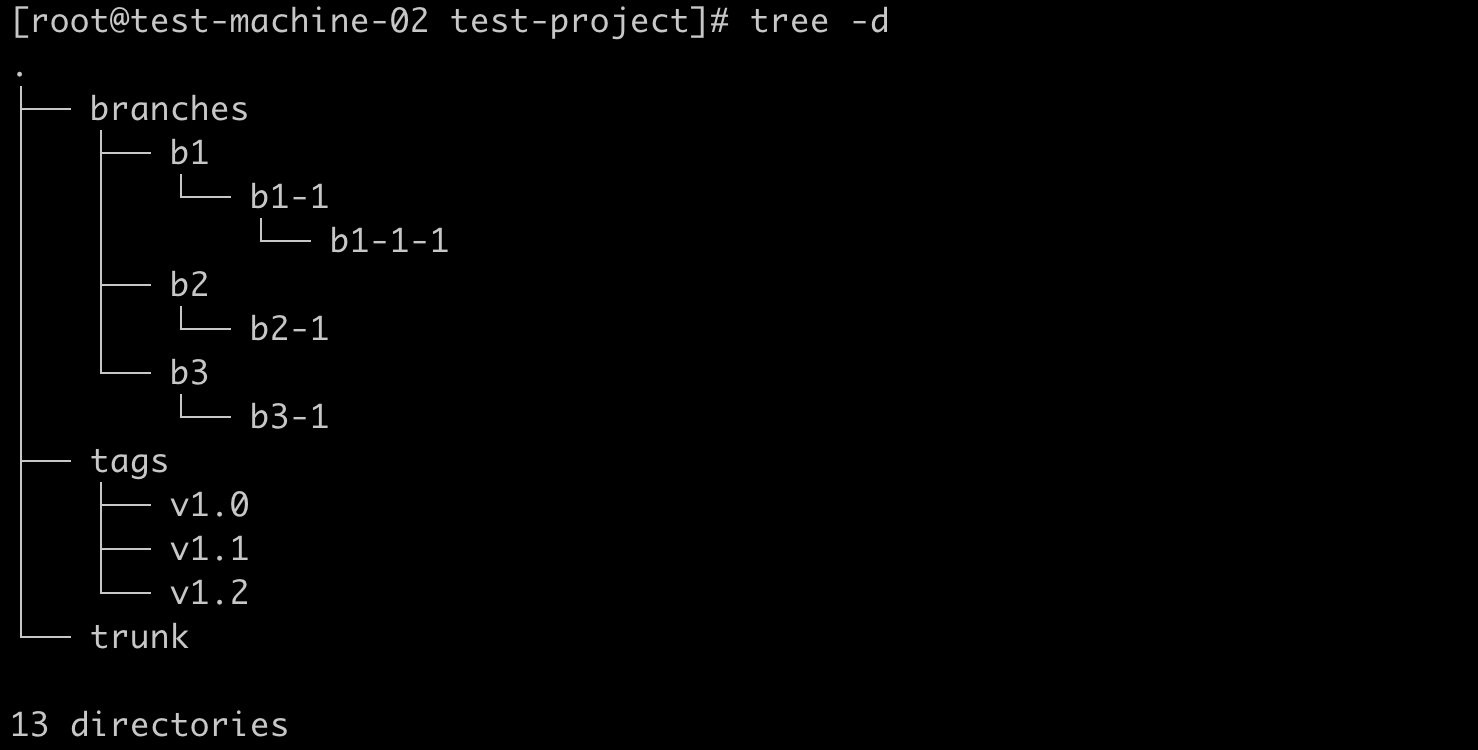 [root@test-machine-02 test-project]# tree -d
.
├── branches
│   ├── b1
│   │   └── b1-1
│   │       └── b1-1-1
│   ├── b2
│   │   └── b2-1
│   └── b3
│       └── b3-1
├── tags
│   ├── v1.0
│   ├── v1.1
│   └── v1.2
└── trunk
13 directories